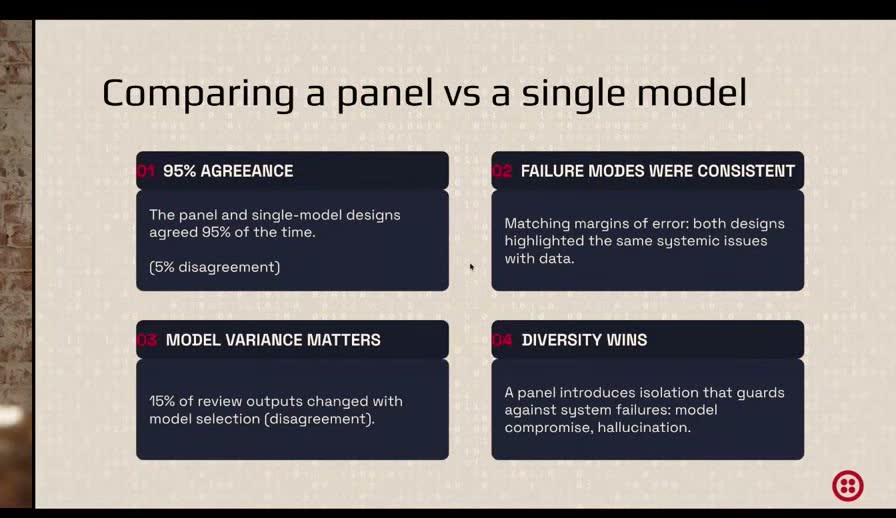 Comparing a panel vs a single model
01 95% AGREEANCE
The panel and single-model designs
agreed 95% of the time.
(5% disagreement)
02 FAILURE MODES WERE CONSISTENT
Matching margins of error: both designs
highlighted the same systemic issues
with data.
03 MODEL VARIANCE MATTERS
15% of review outputs changed with
model selection (disagreement).
04 DIVERSITY WINS
A panel introduces isolation that guards
against system failures: model
compromise, hallucination.